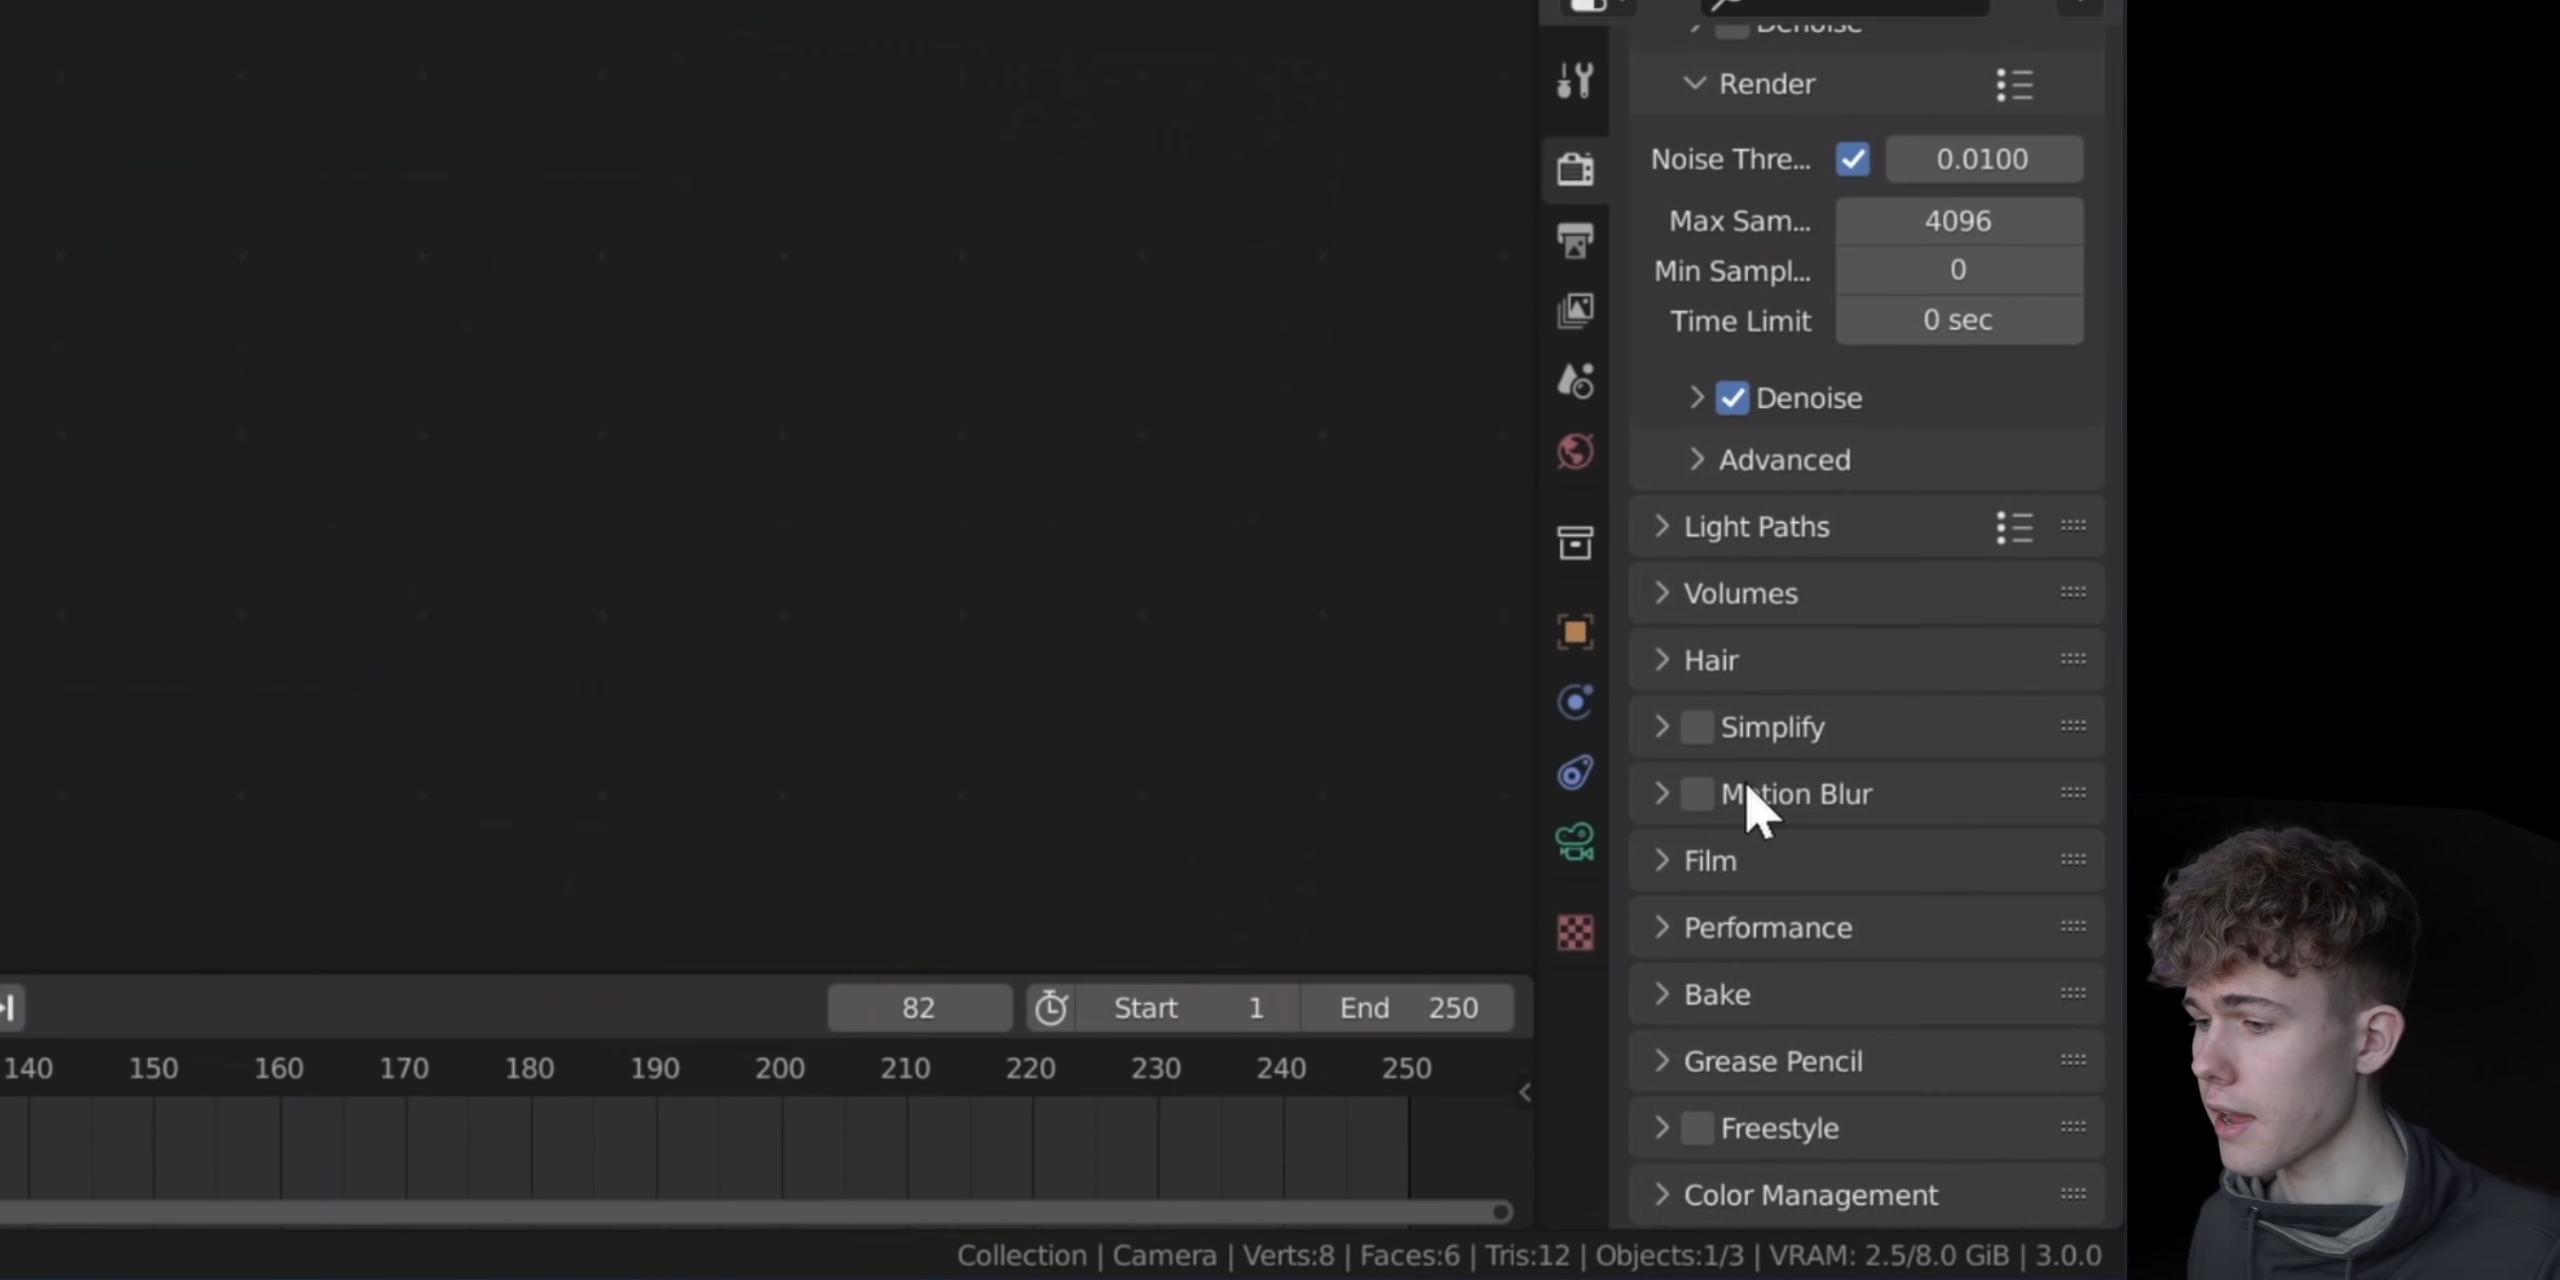 Denoise
Render
Noise Thre... 0.0100
Max Sam... 4096
Min Sampl... 0
Time Limit 0 sec
Denoise
Advanced
Light Paths
Volumes
Hair
Simplify
Motion Blur
Film
Performance
Bake
Grease Pencil
Freestyle
Color Management
82 Start 1 End 250
140 150 160 170 180 190 200 210 220 230 240 250
Collection | Camera | Verts:8 | Faces:6 | Tris:12 | Objects:1/3 | VRAM: 2.5/8.0 GiB | 3.0.0